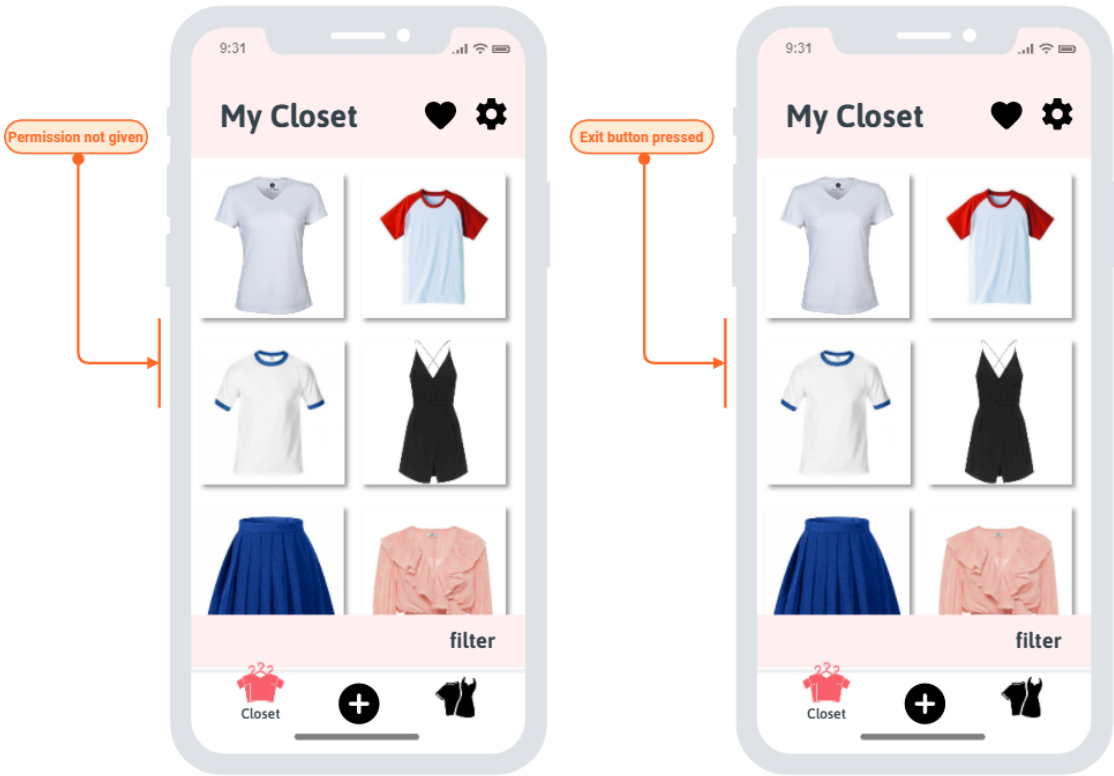 9:31
My Closet
Permission not given
filter
Closet
9:31
My Closet
Exit button pressed
filter
Closet